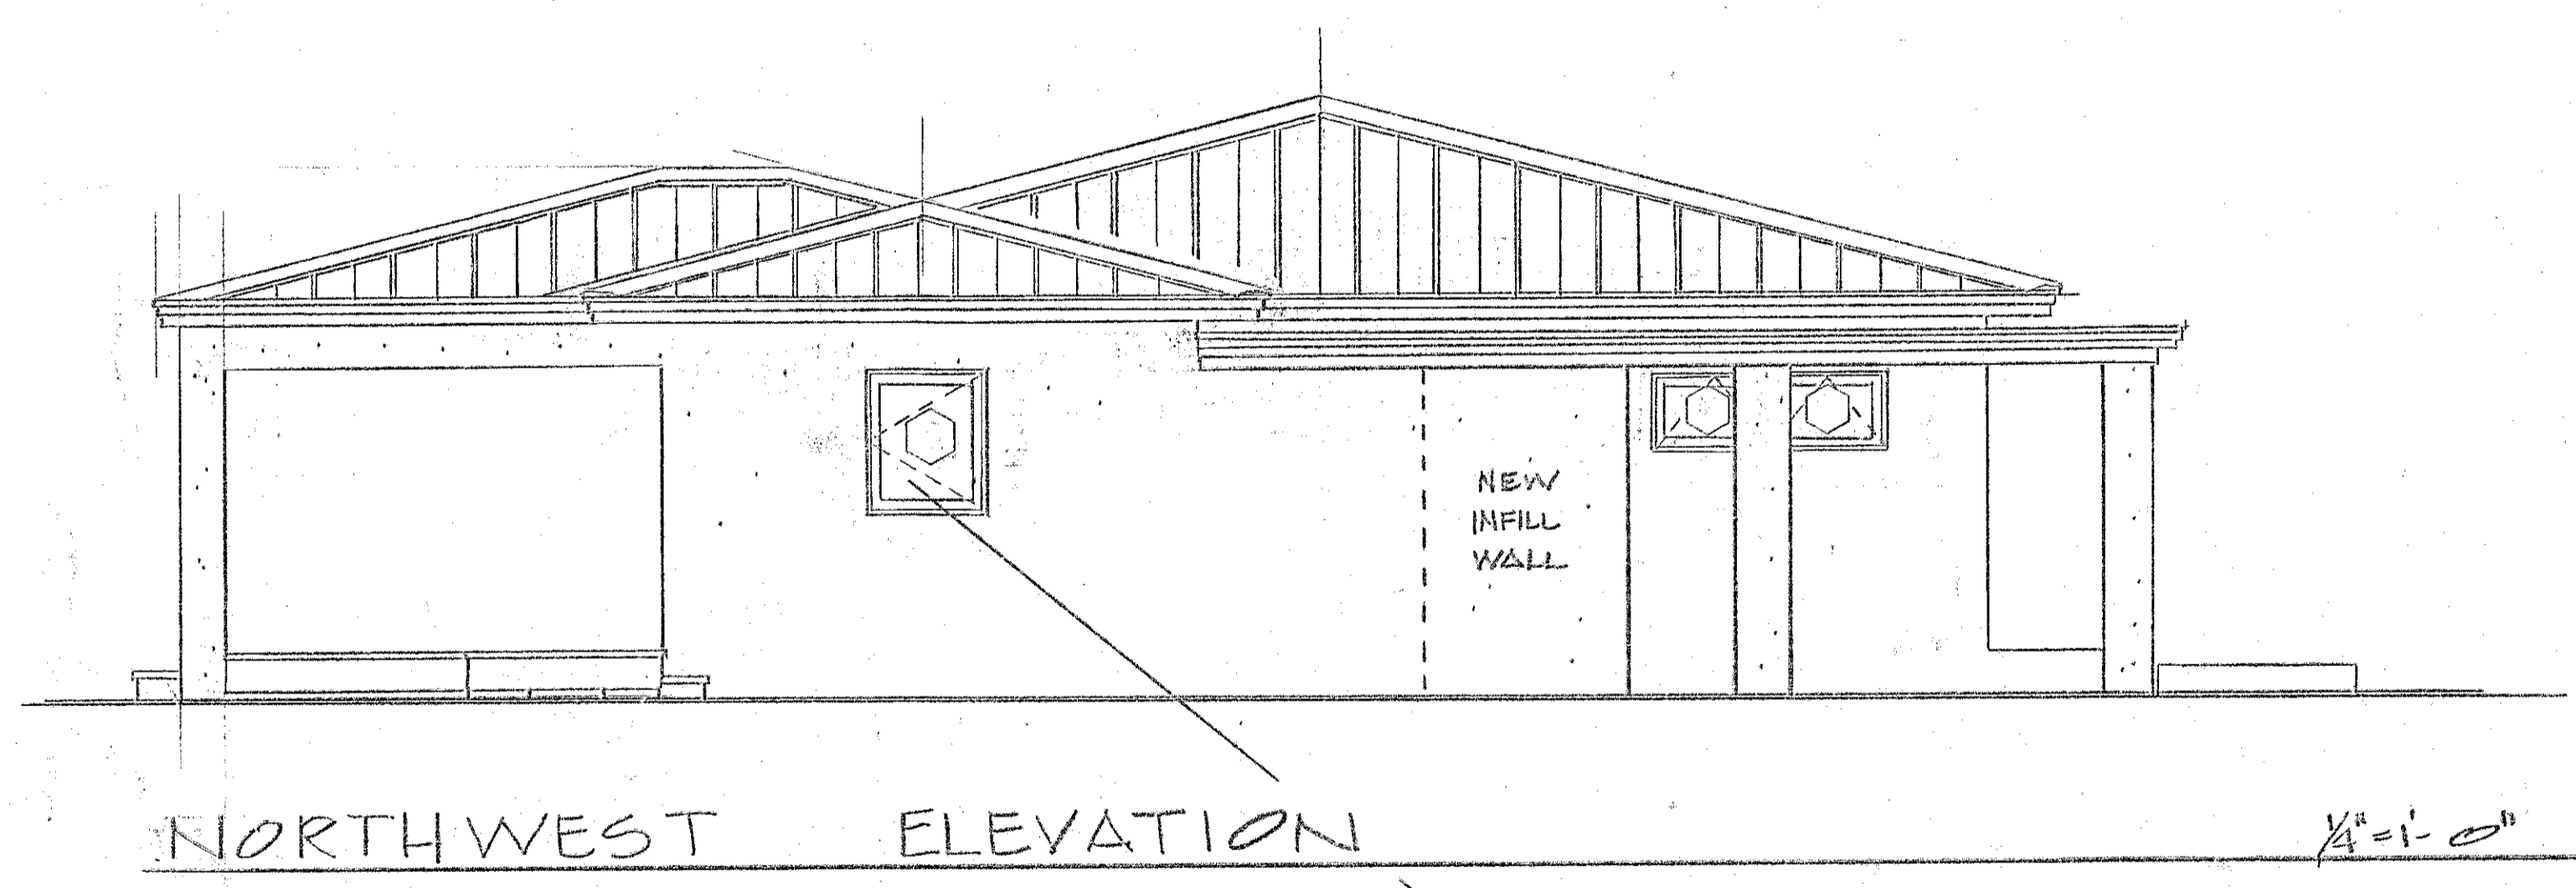 NEW
INFILL
WALL
NORTHWEST ELEVATION
1/4" = 1'-0"